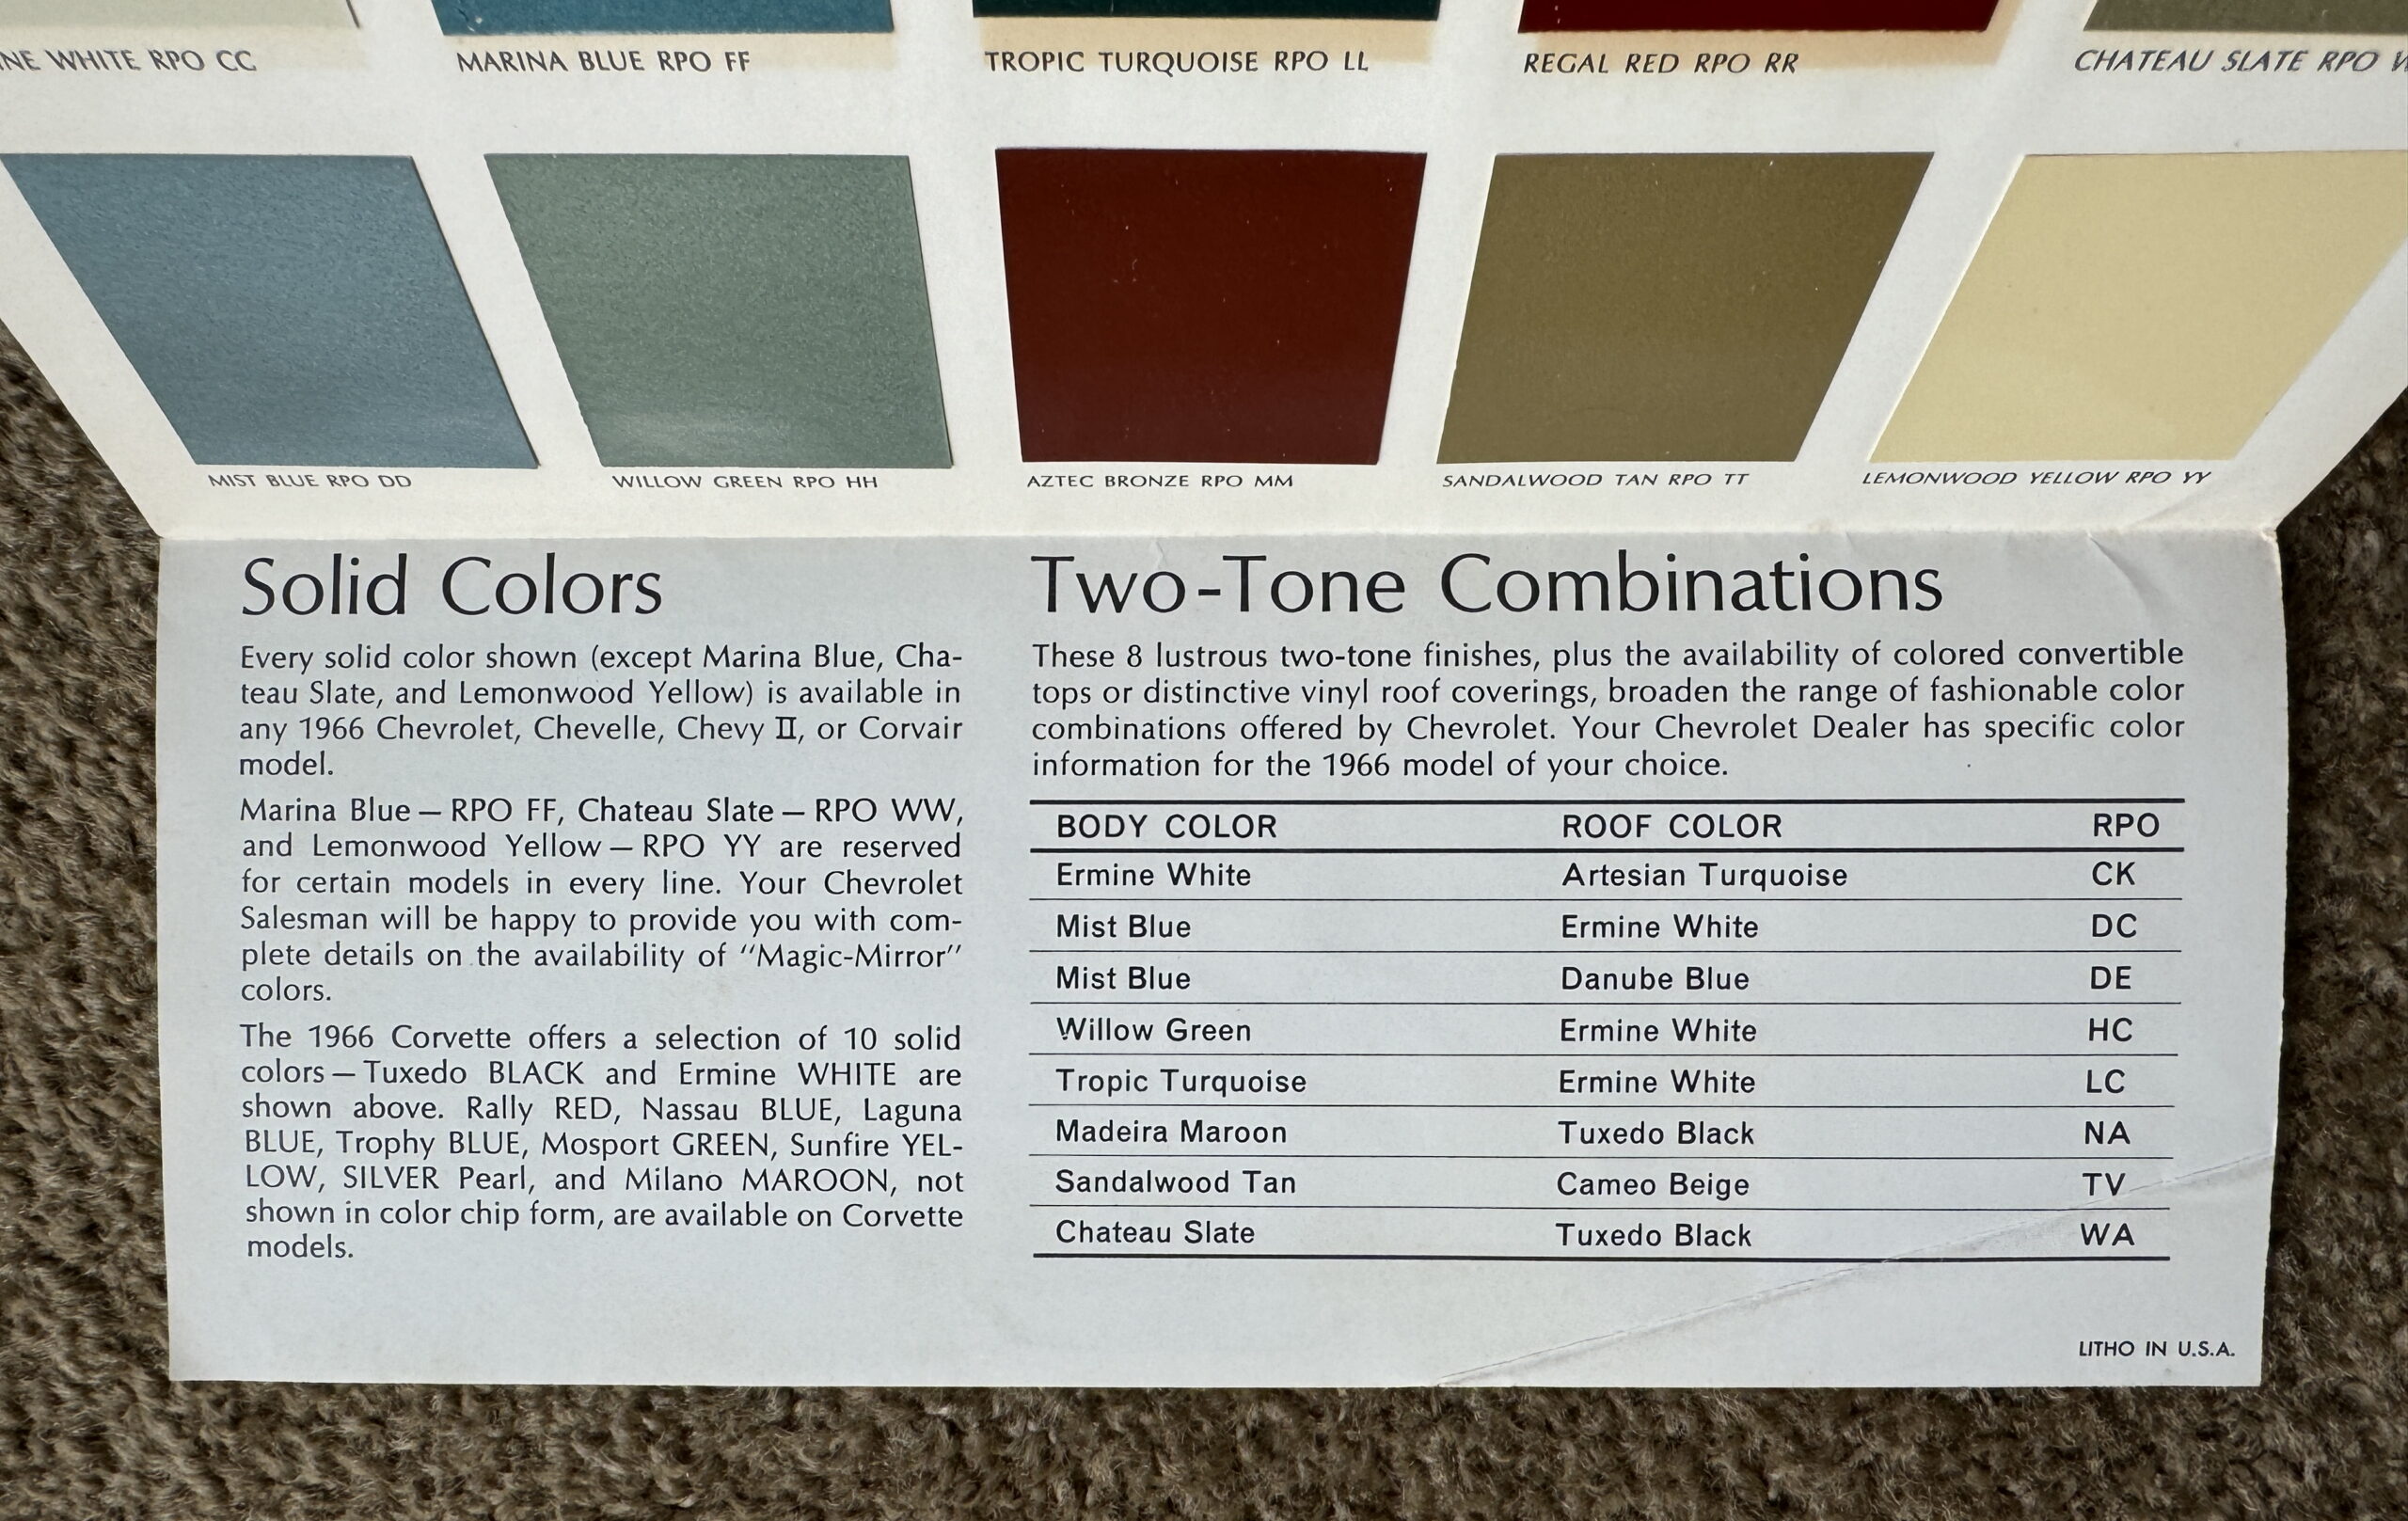 WHITE RPO CC
MARINA BLUE RPO FF
TROPIC TURQUOISE RPO LL
REGAL RED RPO RR
CHATEAU SLATE RPO
MIST BLUE RPO DD
WILLOW GREEN RPO HH
AZTEC BRONZE RPO MM
SANDALWOOD TAN RPO TT
LEMONWOOD YELLOW RPO YY
Solid Colors
Every solid color shown (except Marina Blue, Cha-
teau Slate, and Lemonwood Yellow) is available in
any 1966 Chevrolet, Chevelle, Chevy II, or Corvair
model.
Marina Blue — RPO FF, Chateau Slate — RPO WW,
and Lemonwood Yellow — RPO YY are reserved
for certain models in every line. Your Chevrolet
Salesman will be happy to provide you with com-
plete details on the availability of "Magic-Mirror"
colors.
The 1966 Corvette offers a selection of 10 solid
colors — Tuxedo BLACK and Ermine WHITE are
shown above. Rally RED, Nassau BLUE, Laguna
BLUE, Trophy BLUE, Mosport GREEN, Sunfire YEL-
LOW, SILVER Pearl, and Milano MAROON, not
shown in color chip form, are available on Corvette
models.
Two-Tone Combinations
These 8 lustrous two-tone finishes, plus the availability of colored convertible
tops or distinctive vinyl roof coverings, broaden the range of fashionable color
combinations offered by Chevrolet. Your Chevrolet Dealer has specific color
information for the 1966 model of your choice.
BODY COLOR ROOF COLOR RPO
Ermine White Artesian Turquoise CK
Mist Blue Ermine White DC
Mist Blue Danube Blue DE
Willow Green Ermine White HC
Tropic Turquoise Ermine White LC
Madeira Maroon Tuxedo Black NA
Sandalwood Tan Cameo Beige TV
Chateau Slate Tuxedo Black WA
LITHO IN U.S.A.